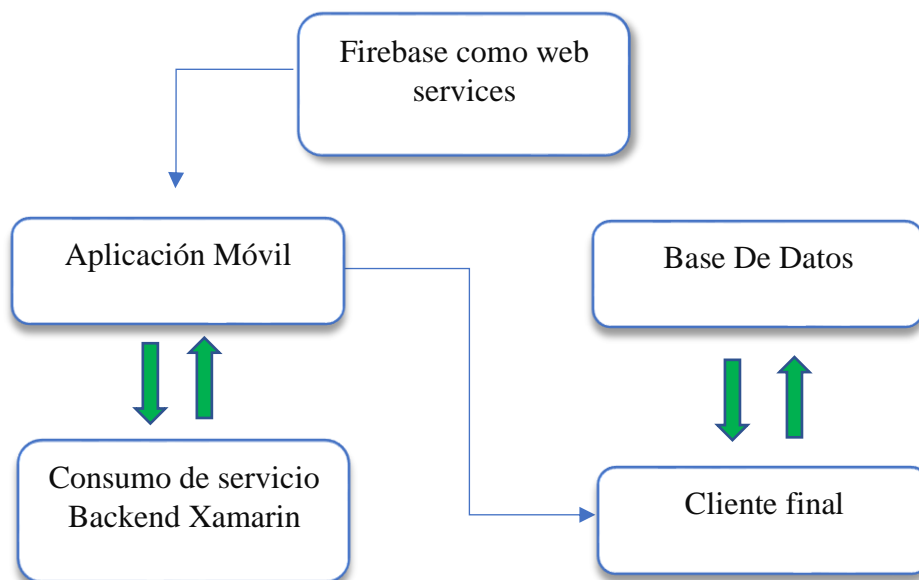 Firebase como web
services
Aplicación Móvil
Base De Datos
Consumo de servicio
Backend Xamarin
Cliente final